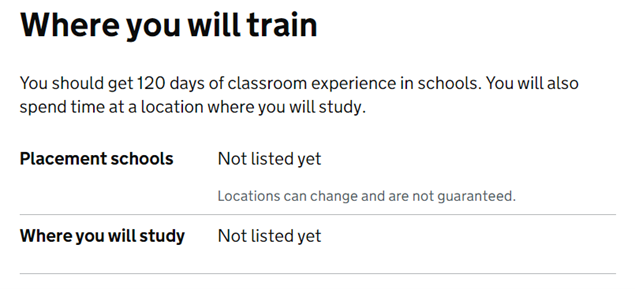 Where you will train
You should get 120 days of classroom experience in schools. You will also
spend time at a location where you will study.
Placement schools Not listed yet
Locations can change and are not guaranteed.
Where you will study Not listed yet